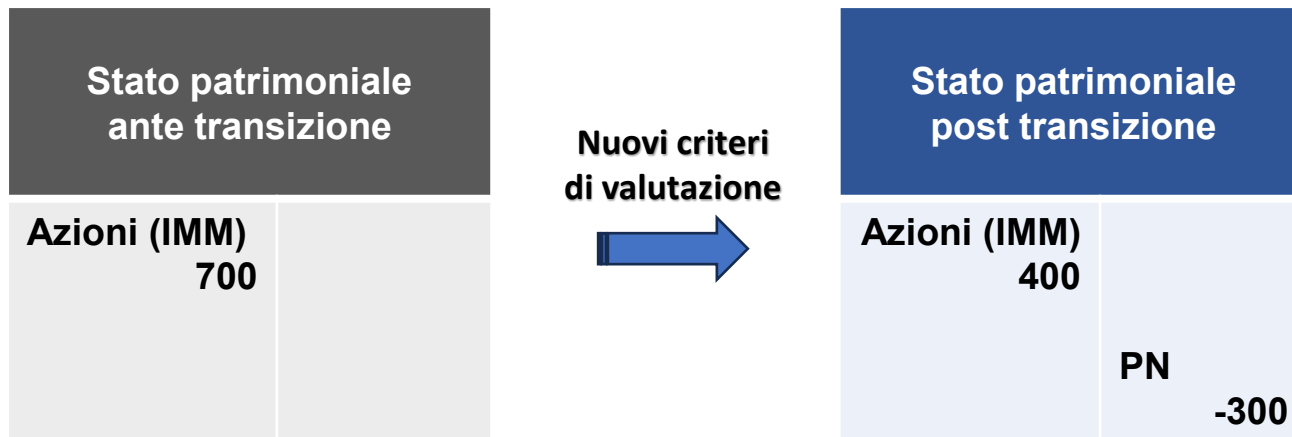 Stato patrimoniale
ante transizione
Nuovi criteri
di valutazione
Stato patrimoniale
post transizione
Azioni (IMM)
700
Azioni (IMM)
400
PN
-300